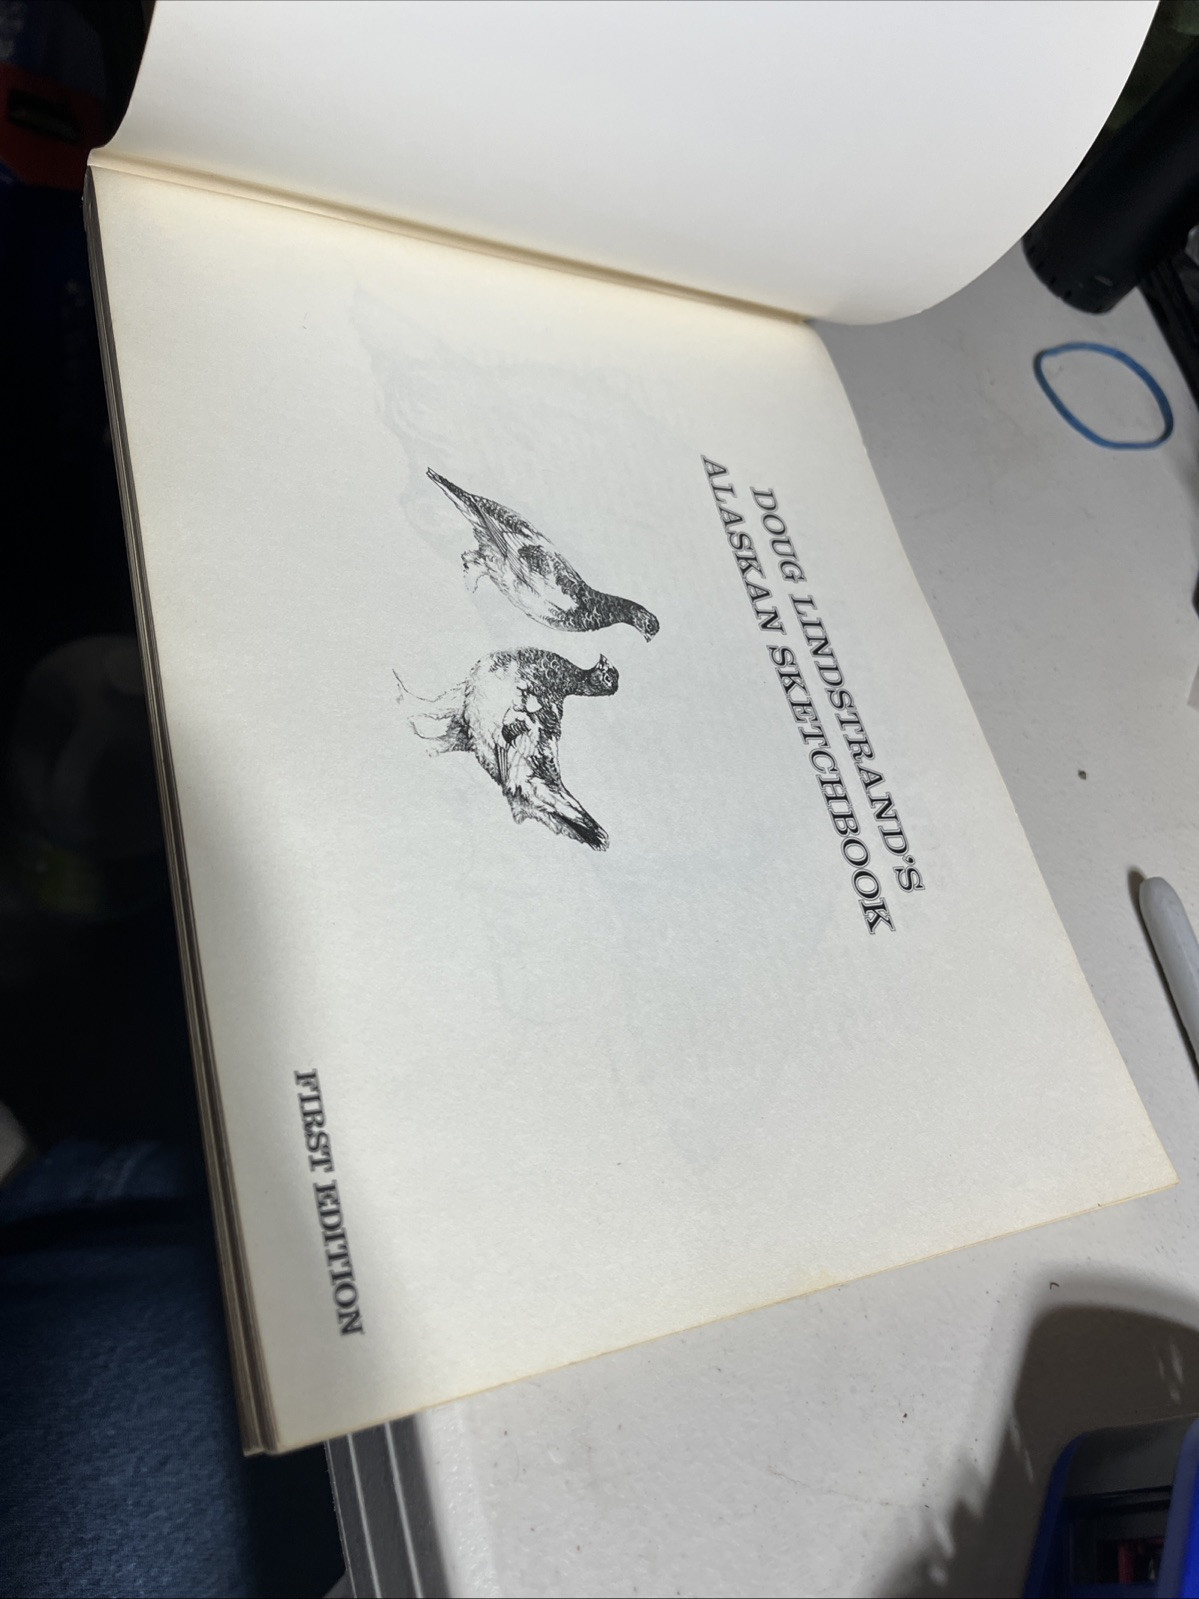 DOUG LINDSTRAND'S
ALASKAN SKETCHBOOK
FIRST EDITION